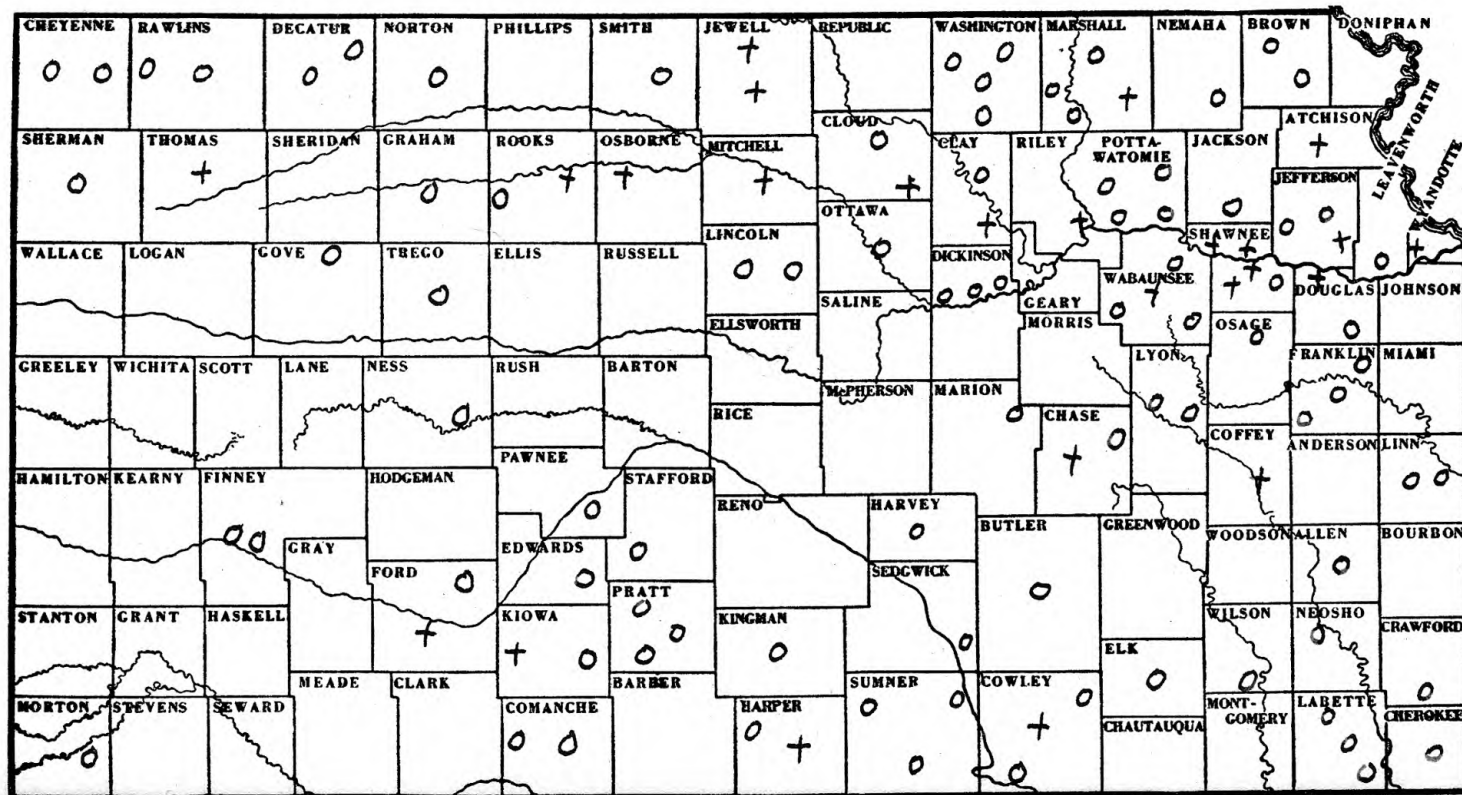 CHEYENNE RAWLINS DECATUR NORTON PHILLIPS SMITH JEWELL REPUBLIC WASHINGTON MARSHALL NEMAHA BROWN DONIPHAN
SHERMAN THOMAS SHERIDAN GRAHAM ROOKS OSBORNE MITCHELL CLOUD CLAY RILEY POTTA-
WATOMIE JACKSON ATCHISON
JEFFERSON LEAVENWORTH WYANDOTTE
WALLACE LOGAN GOVE TREGO ELLIS RUSSELL LINCOLN OTTAWA DICKINSON GEARY WABAUNSEE SHAWNEE DOUGLAS JOHNSON
ELLSWORTH SALINE MORRIS OSAGE
GREELEY WICHITA SCOTT LANE NESS RUSH BARTON RICE McPHERSON MARION CHASE LYON FRANKLIN MIAMI
PAWNEE COFFEY ANDERSON LINN
HAMILTON KEARNY FINNEY HODGEMAN STAFFORD RENO HARVEY BUTLER GREENWOOD WOODSON ALLEN BOURBON
GRAY EDWARDS
FORD PRATT SEDGWICK
STANTON GRANT HASKELL KIOWA KINGMAN ELK WILSON NEOSHO CRAWFORD
MEADE CLARK BARBER SUMNER COWLEY
MORTON STEVENS SEWARD COMANCHE HARPER CHAUTAUQUA MONT-
GOMERY LABETTE CHEROKEE